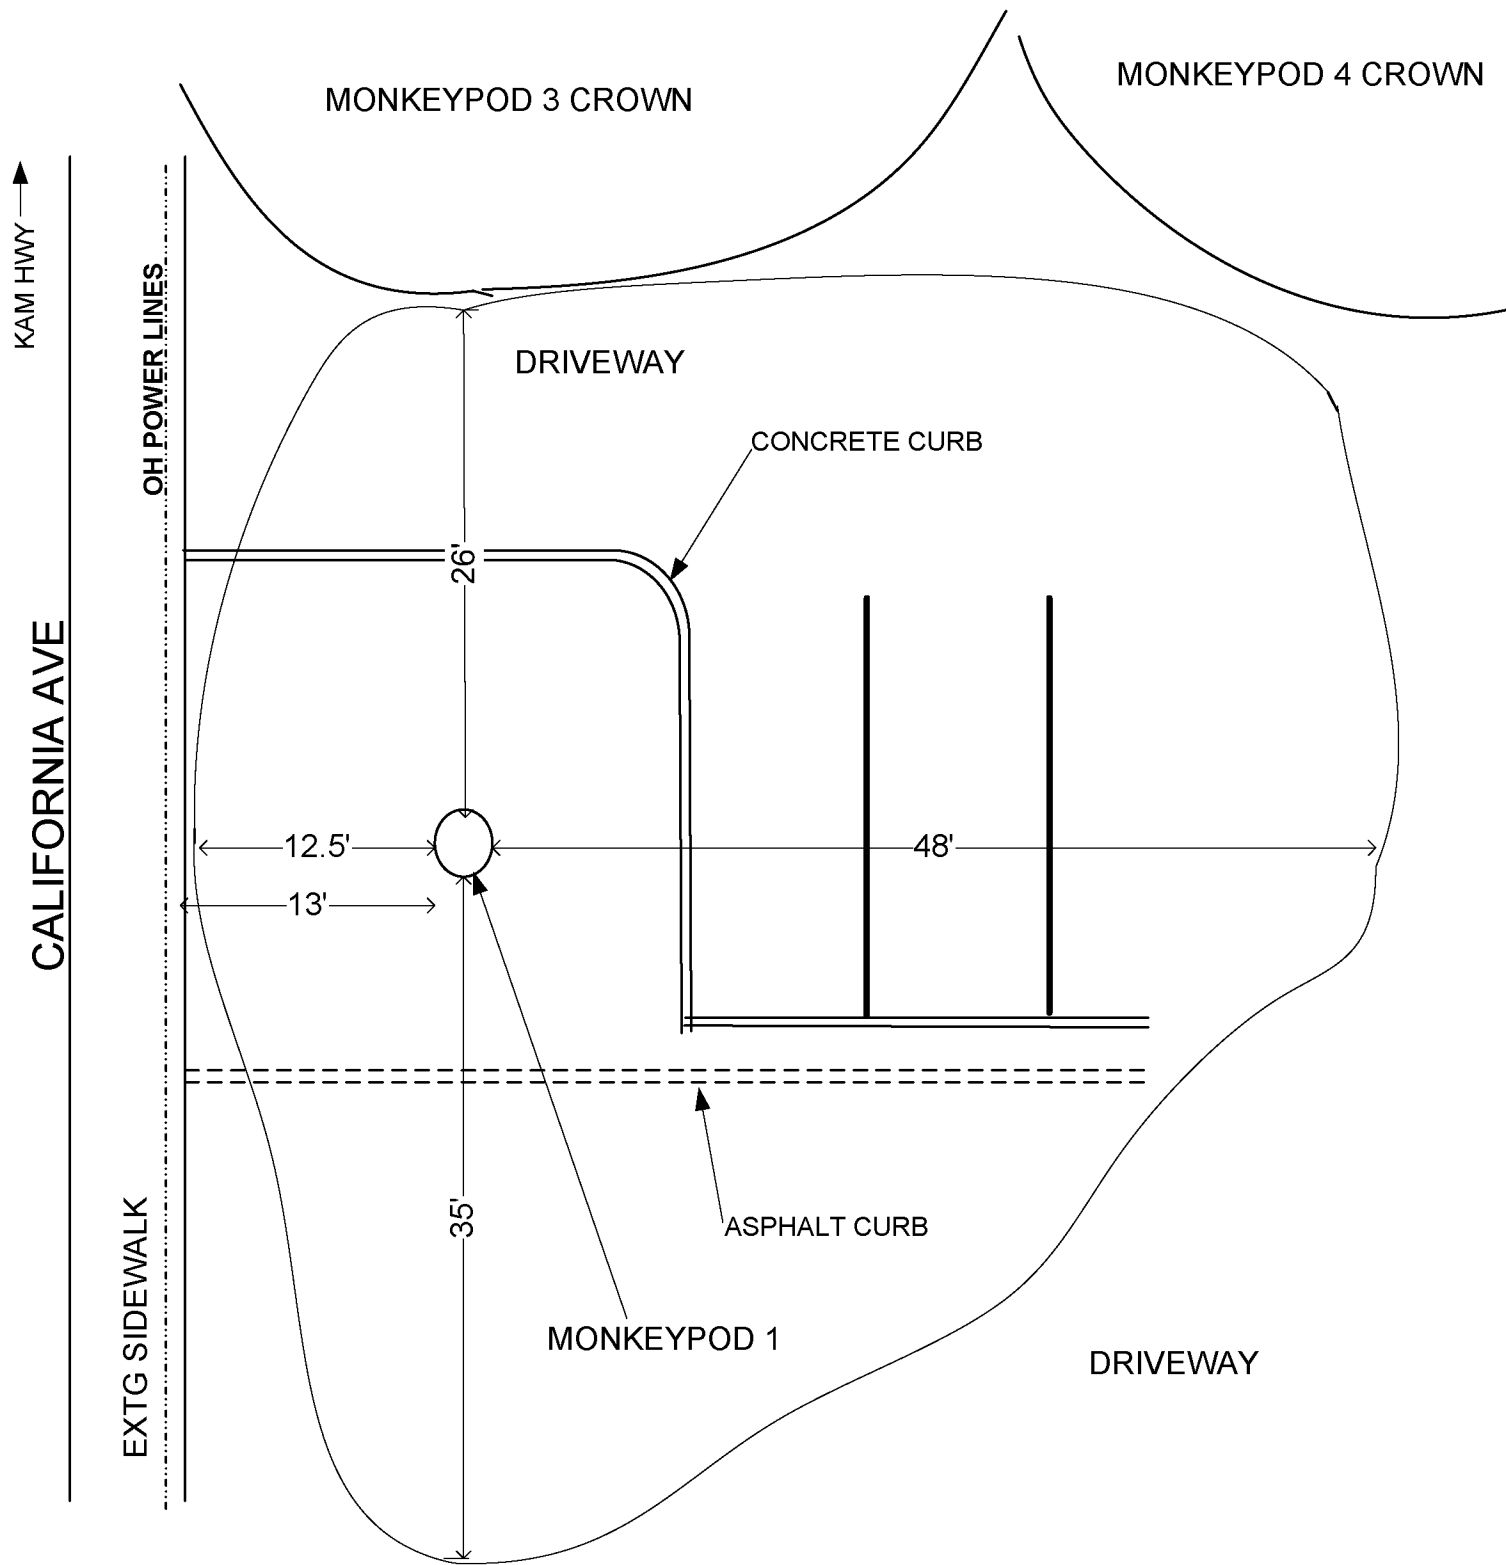 MONKEYPOD 4 CROWN
MONKEYPOD 3 CROWN
KAM HWY
OH POWER LINES
DRIVEWAY
CONCRETE CURB
26'
CALIFORNIA AVE
12.5'
48'
13'
35'
ASPHALT CURB
EXTG SIDEWALK
MONKEYPOD 1
DRIVEWAY